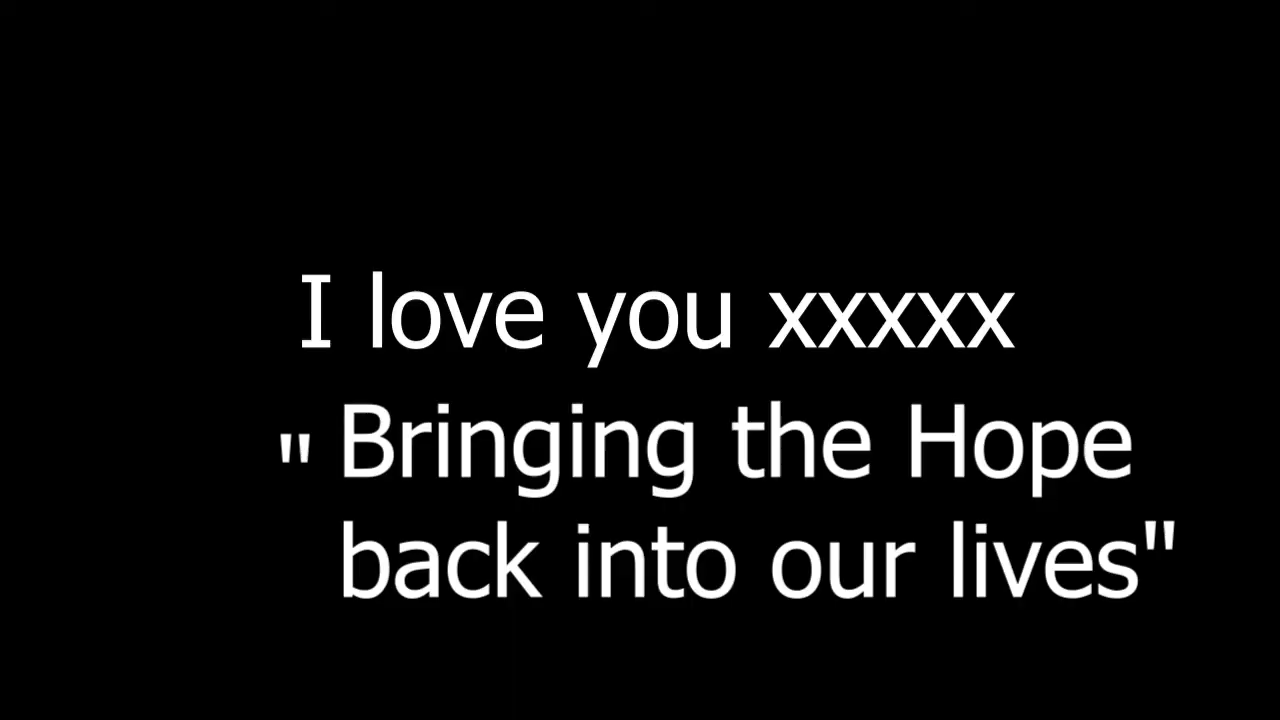 I love you xxxxx
" Bringing the Hope
back into our lives"